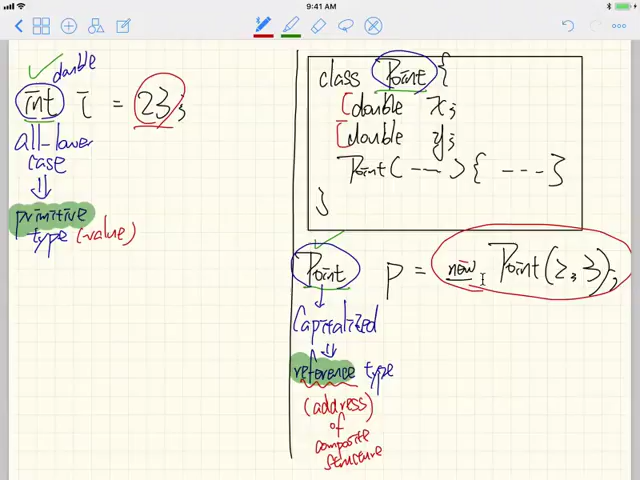 9:41 AM
double
int i = 23;
all-lower
case
⇓
primitive
type (value)
class Point {
double x;
double y;
Point( ---- ) { ---- }
}
Point p = new Point(2, 3);
↓
Capitalized
⇓
reference type
(address)
of
composite
structure